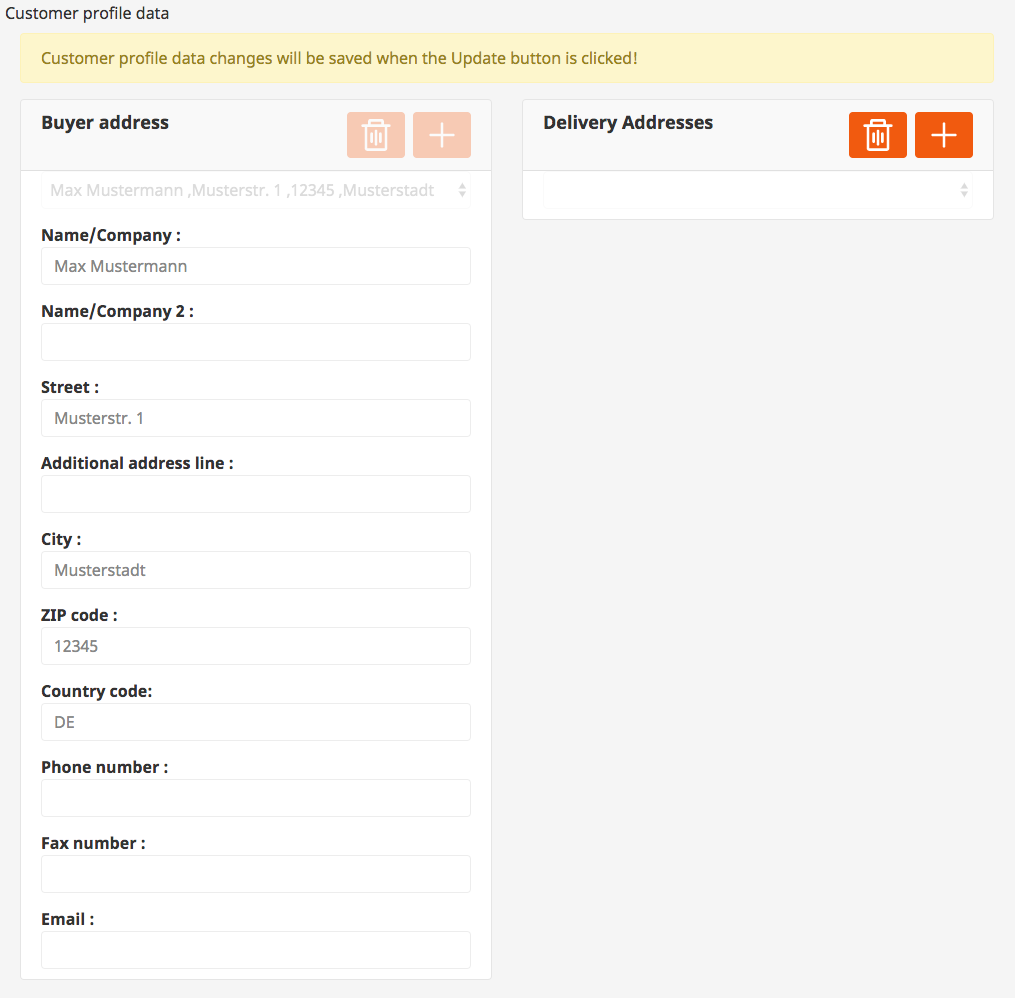 Customer profile data
Customer profile data changes will be saved when the Update button is clicked!
Buyer address
Max Mustermann ,Musterstr. 1 ,12345 ,Musterstadt
Name/Company :
Max Mustermann
Name/Company 2 :
Street :
Musterstr. 1
Additional address line :
City :
Musterstadt
ZIP code :
12345
Country code:
DE
Phone number :
Fax number :
Email :
Delivery Addresses